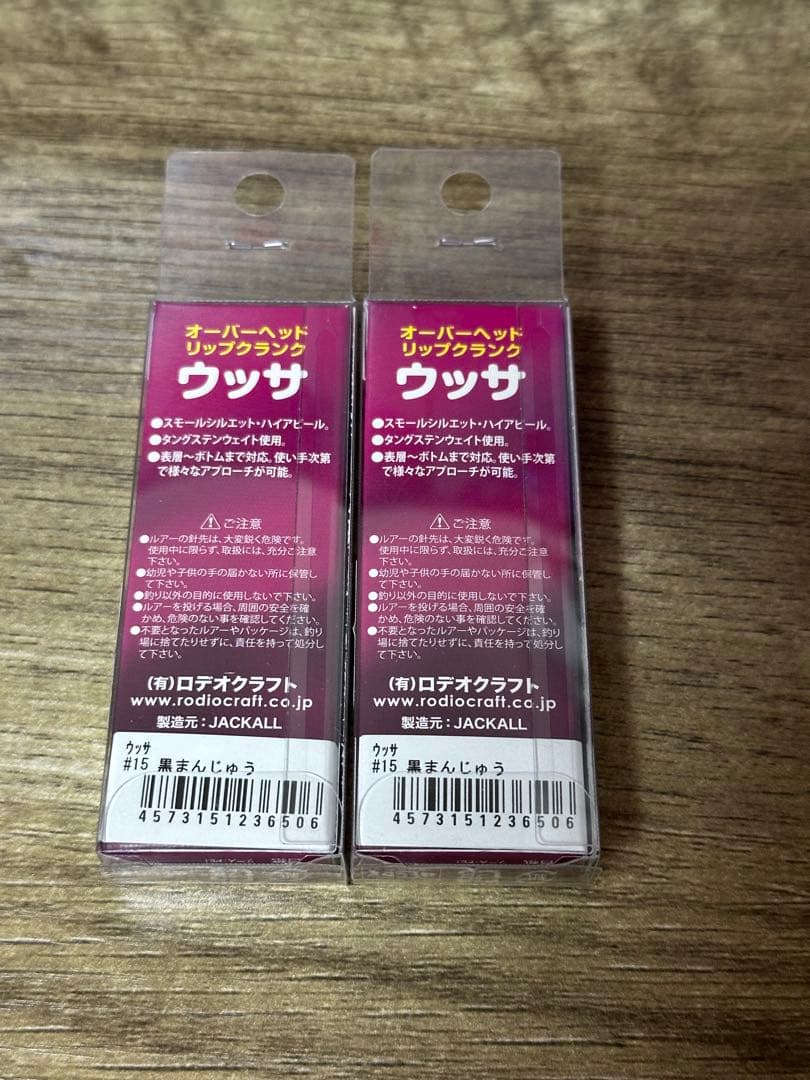 オーバーヘッド
リップクランク
ウッサ
●スモールシルエット・ハイアピール。
●タングステンウェイト使用。
●表層〜ボトムまで対応。使い手次第
で様々なアプローチが可能。
⚠ご注意
●ルアーの針先は、大変鋭く危険です。
使用中に限らず、取扱には、充分ご注意
下さい。
●幼児や子供の手の届かない所に保管し
て下さい。
●釣り以外の目的に使用しないで下さい。
●ルアーを投げる場合、周囲の安全を確
かめ、危険のない事を確認してください。
●不要となったルアーやパッケージは、釣り
場に捨てたりせずに、責任を持って処分し
て下さい。
(有)ロデオクラフト
www.rodiocraft.co.jp
製造元:JACKALL
ウッサ
#15 黒まんじゅう
4573151236506
オーバーヘッド
リップクランク
ウッサ
●スモールシルエット・ハイアピール。
●タングステンウェイト使用。
●表層〜ボトムまで対応。使い手次第
で様々なアプローチが可能。
⚠ご注意
●ルアーの針先は、大変鋭く危険です。
使用中に限らず、取扱には、充分ご注意
下さい。
●幼児や子供の手の届かない所に保管し
て下さい。
●釣り以外の目的に使用しないで下さい。
●ルアーを投げる場合、周囲の安全を確
かめ、危険のない事を確認してください。
●不要となったルアーやパッケージは、釣り
場に捨てたりせずに、責任を持って処分し
て下さい。
(有)ロデオクラフト
www.rodiocraft.co.jp
製造元:JACKALL
ウッサ
#15 黒まんじゅう
4573151236506